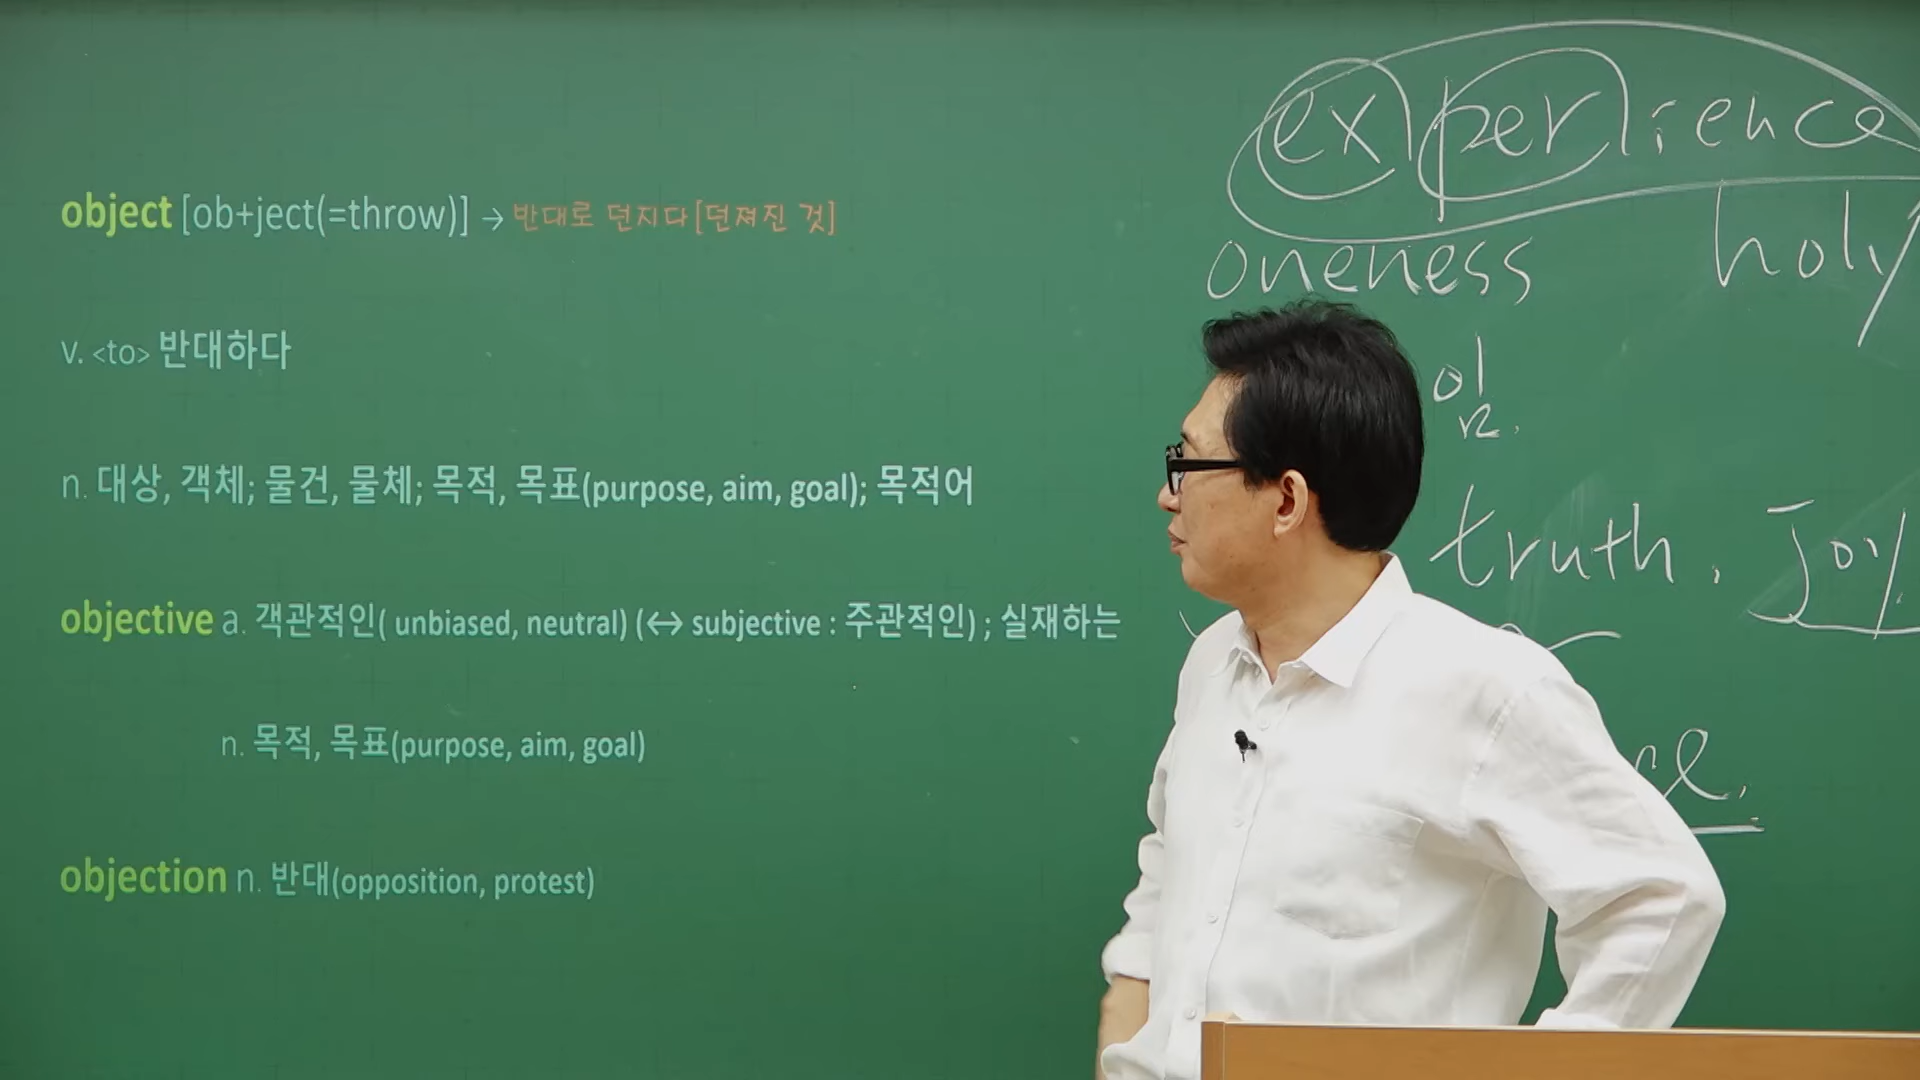 object [ob+ject(=throw)] → 반대로 던지다[던져진 것]
v. <to> 반대하다
n. 대상, 객체; 물건, 물체; 목적, 목표(purpose, aim, goal); 목적어
objective a. 객관적인( unbiased, neutral) (↔ subjective : 주관적인) ; 실재하는
n. 목적, 목표(purpose, aim, goal)
objection n. 반대(opposition, protest)
experience
oneness holy
앎.
truth. Joy.